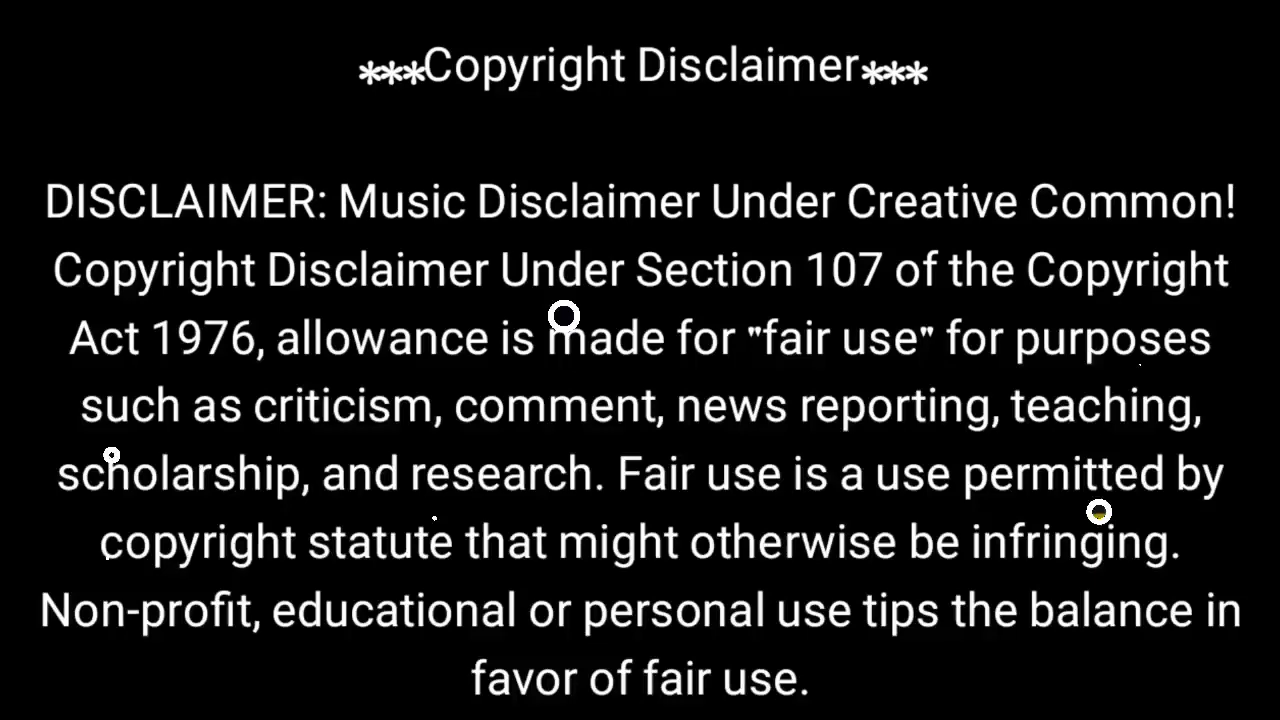 ***Copyright Disclaimer***
DISCLAIMER: Music Disclaimer Under Creative Common!
Copyright Disclaimer Under Section 107 of the Copyright
Act 1976, allowance is made for "fair use" for purposes
such as criticism, comment, news reporting, teaching,
scholarship, and research. Fair use is a use permitted by
copyright statute that might otherwise be infringing.
Non-profit, educational or personal use tips the balance in
favor of fair use.